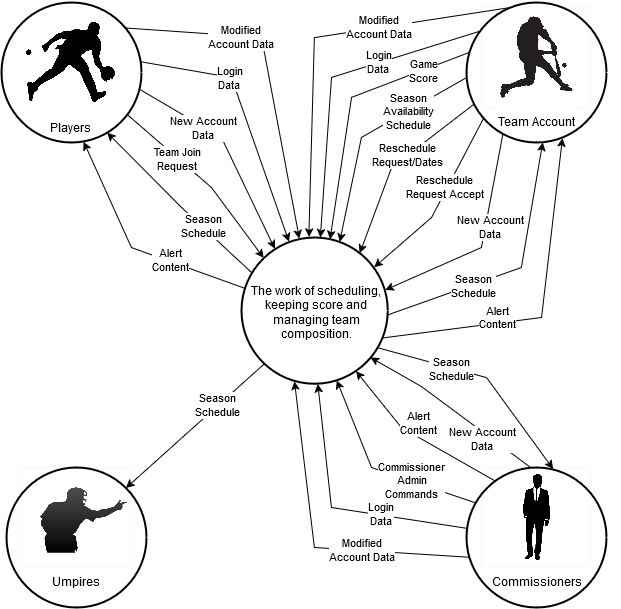 Modified
Account Data
Login
Data
New Account
Data
Team Join
Request
Season
Schedule
Alert
Content
Players
Modified
Account Data
Login
Data
Game
Score
Season
Availability
Schedule
Reschedule
Request/Dates
Reschedule
Request Accept
New Account
Data
Season
Schedule
Alert
Content
Team Account
The work of scheduling,
keeping score and
managing team
composition.
Season
Schedule
Umpires
Season
Schedule
Alert
Content
New Account
Data
Commissioner
Admin
Commands
Login
Data
Modified
Account Data
Commissioners